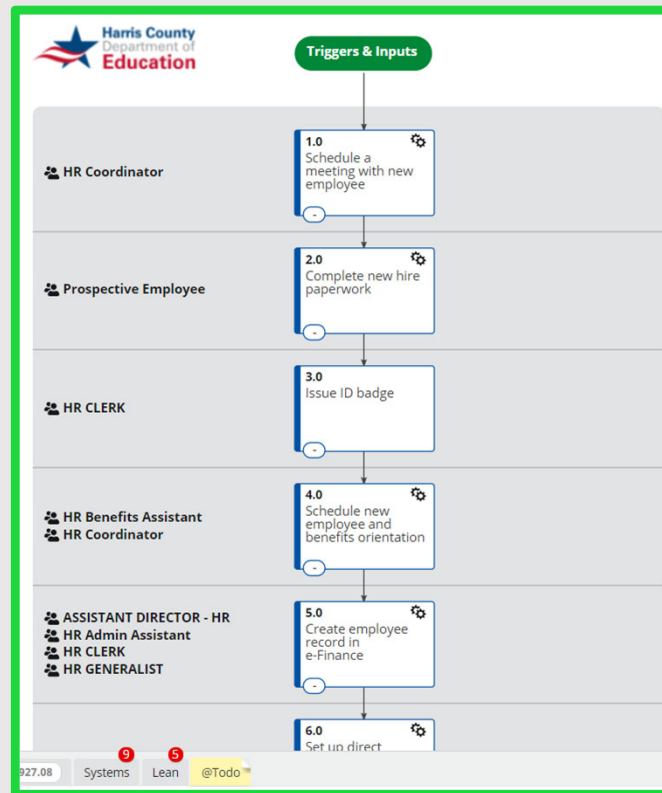 Harris County
Department of
Education
Triggers & Inputs
HR Coordinator
1.0
Schedule a
meeting with new
employee
-
Prospective Employee
2.0
Complete new hire
paperwork
-
HR CLERK
3.0
Issue ID badge
-
HR Benefits Assistant
HR Coordinator
4.0
Schedule new
employee and
benefits orientation
-
ASSISTANT DIRECTOR - HR
HR Admin Assistant
HR CLERK
HR GENERALIST
5.0
Create employee
record in
e-Finance
-
6.0
Set up direct
927.08
Systems
9
Lean
5
@Todo